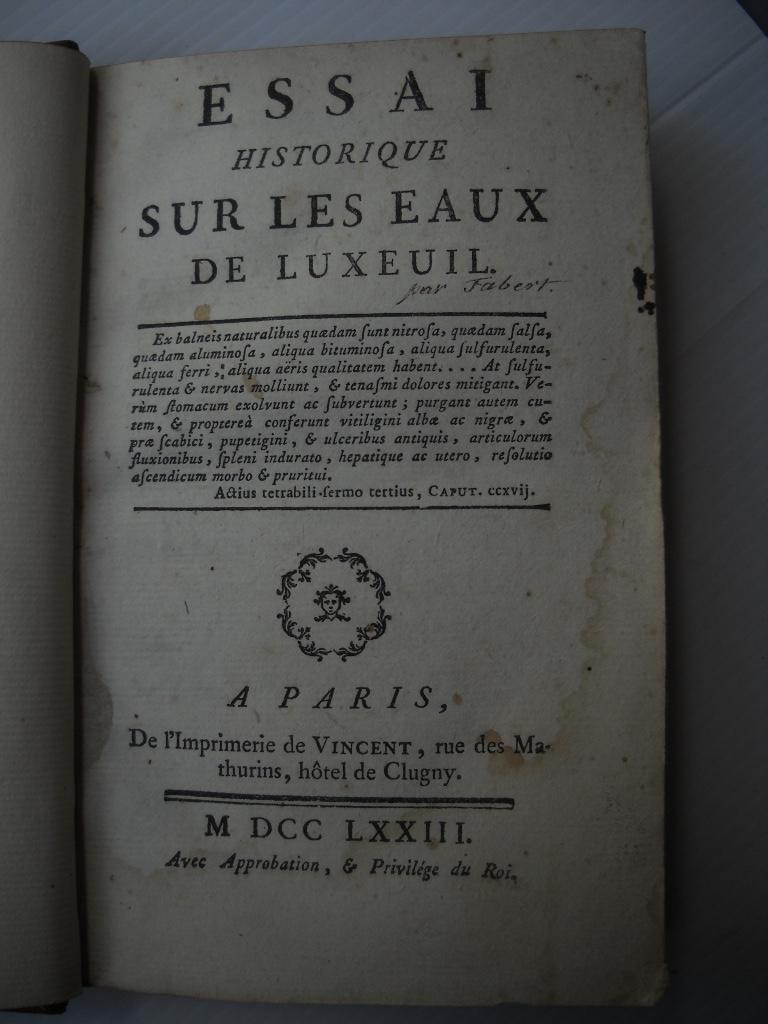 ESSAI
HISTORIQUE
SUR LES EAUX
DE LUXEUIL.
par Fabert.
Ex balneis naturalibus quædam ſunt nitroſa, quædam ſalſa,
quædam aluminoſa, aliqua bituminoſa, aliqua ſulfurulenta,
aliqua ferri, aliqua aëris qualitatem habent.... At ſulfu-
rulenta & nervas molliunt, & tenaſmi dolores mitigant. Ve-
rùm ſtomacum exolvunt ac ſubvertunt; purgant autem cu-
tem, & proptereà conferunt vitiligini albæ ac nigræ, &
præ ſcabici, pupetigini, & ulceribus antiquis, articulorum
fluxionibus, ſpleni indurato, hepatique ac utero, reſolutio
aſcendicum morbo & pruritui.
Actius tetrabili-ſermo tertius, CAPUT. ccxvij.
A PARIS,
De l'Imprimerie de VINCENT, rue des Ma-
thurins, hôtel de Clugny.
M DCC LXXIII.
Avec Approbation, & Privilége du Roi.